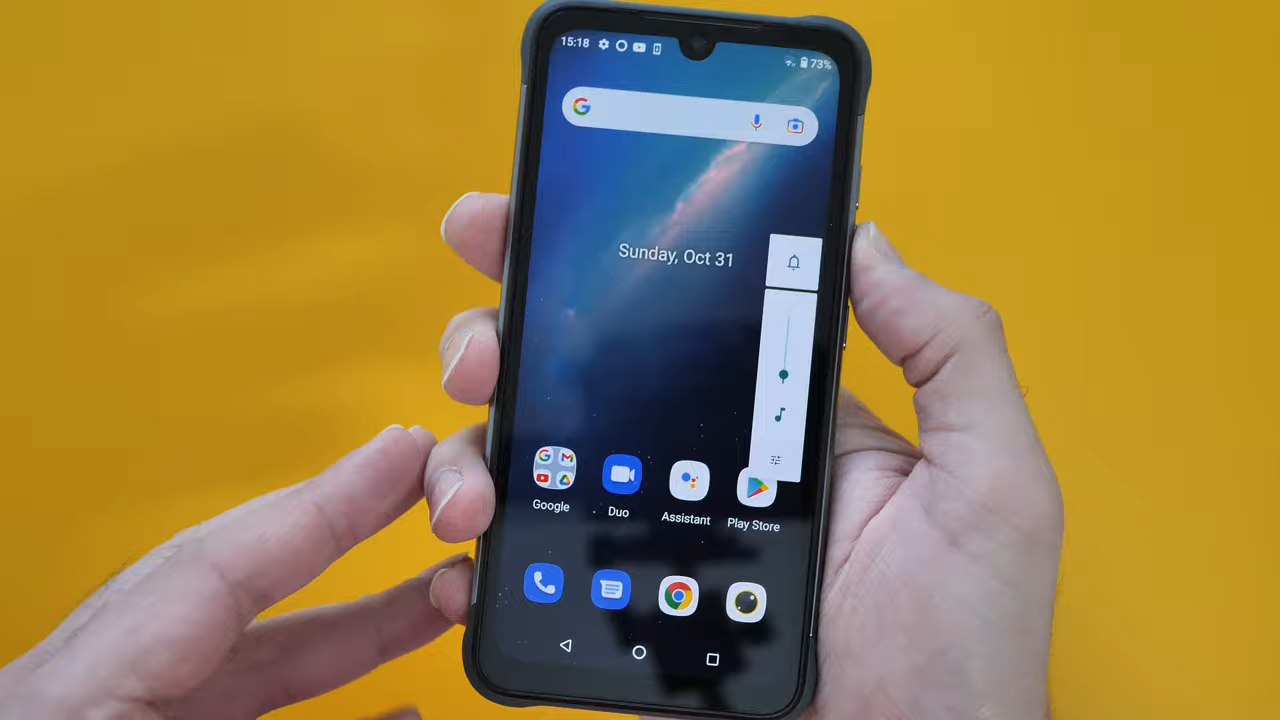 15:18
73%
Sunday, Oct 31
Google
Duo
Assistant
Play Store